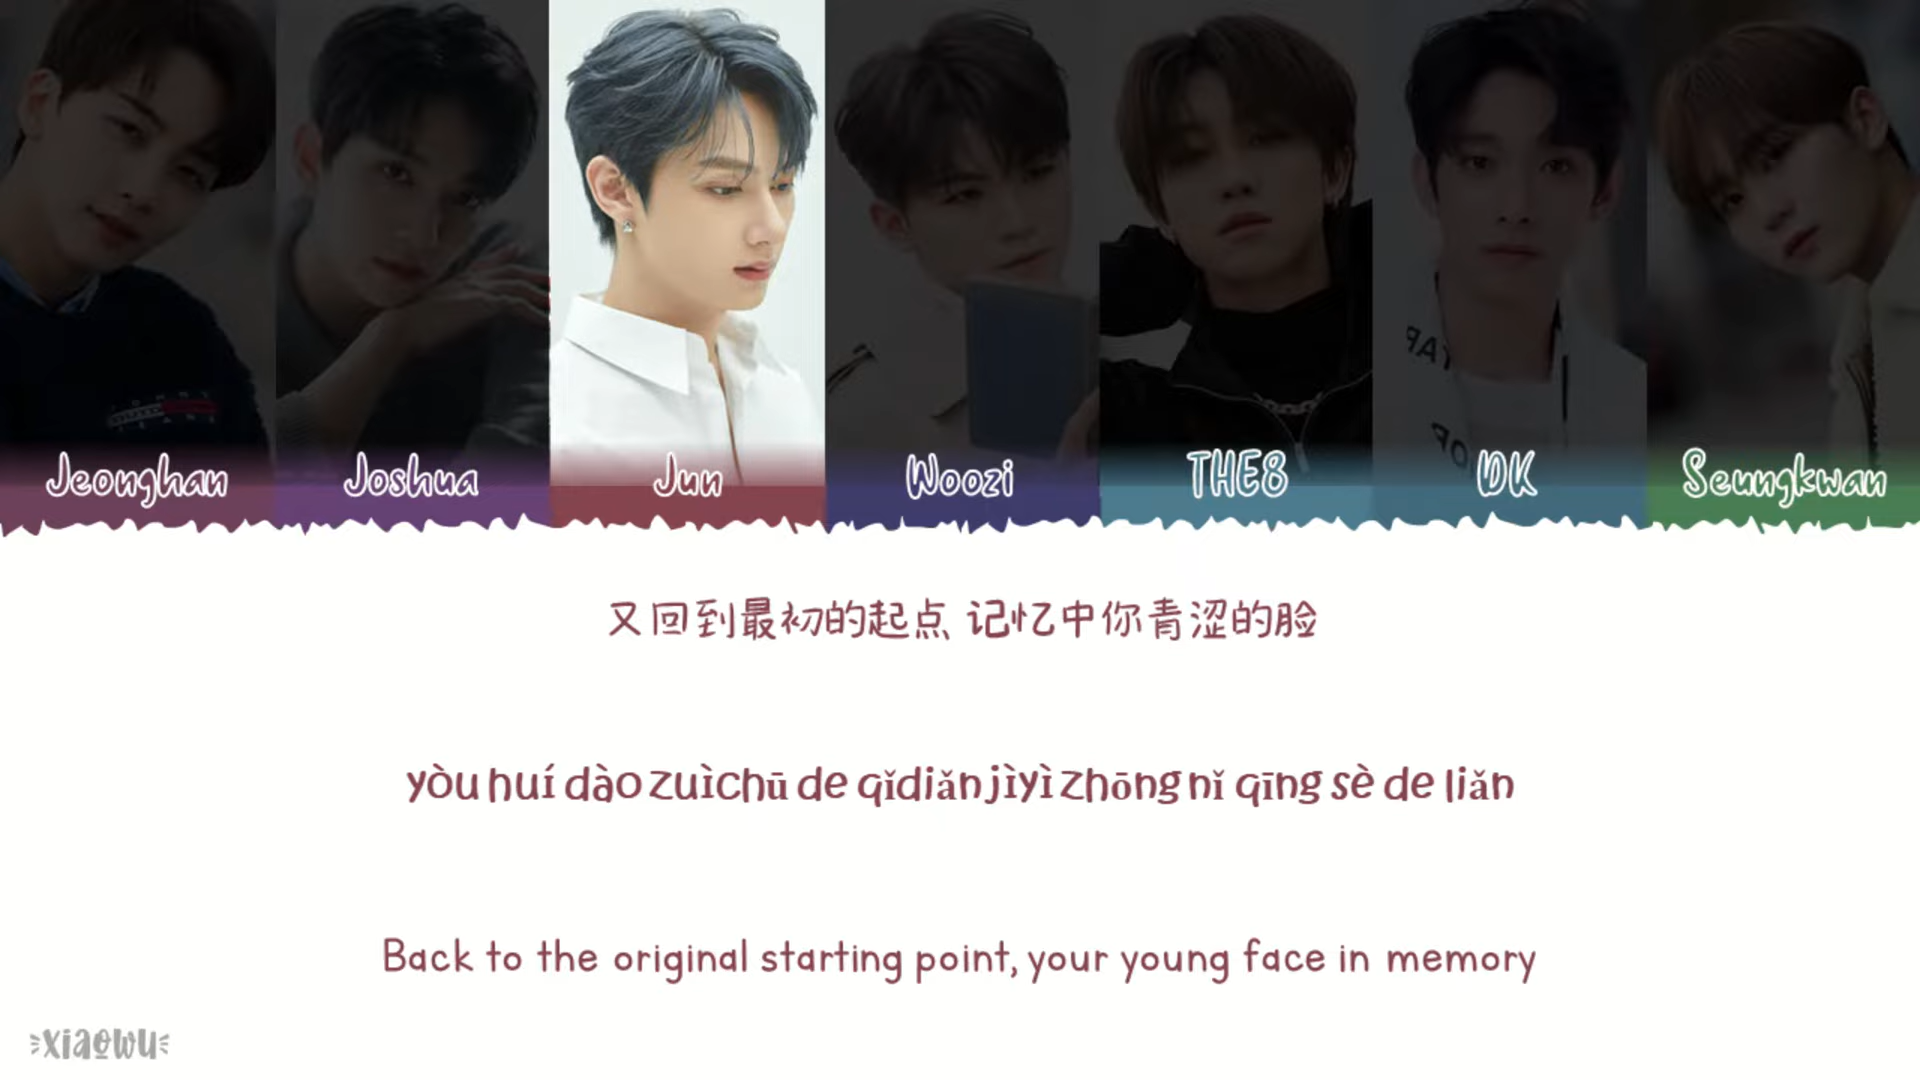 Jeonghan
Joshua
Jun
Woozi
THE8
DK
Seungkwan
又回到最初的起点 记忆中你青涩的脸
yòu huí dào zuìchū de qǐdiǎn jìyì zhōng nǐ qīng sè de liǎn
Back to the original starting point, your young face in memory
xiaowu